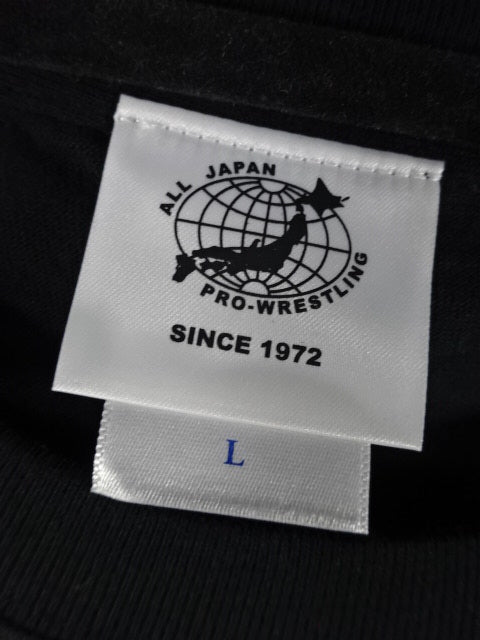 ALL JAPAN
PRO-WRESTLING
SINCE 1972
L